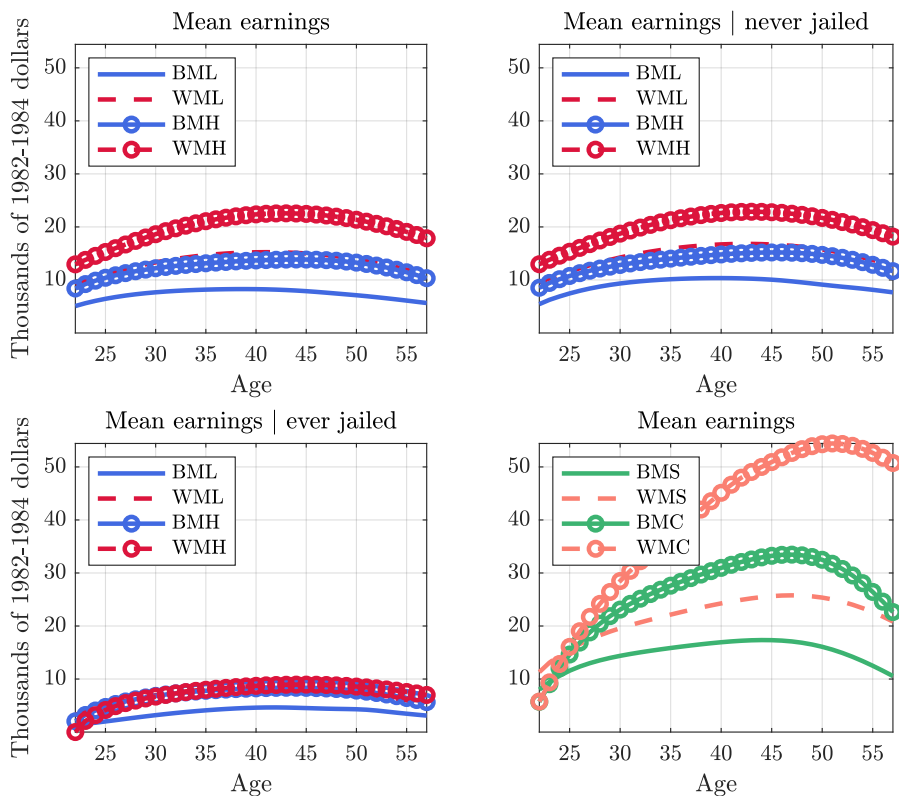 Mean earnings
Thousands of 1982-1984 dollars
50
40
30
20
10
BML
WML
BMH
WMH
25 30 35 40 45 50 55
Age
Mean earnings | never jailed
50
40
30
20
10
BML
WML
BMH
WMH
25 30 35 40 45 50 55
Age
Mean earnings | ever jailed
Thousands of 1982-1984 dollars
50
40
30
20
10
BML
WML
BMH
WMH
25 30 35 40 45 50 55
Age
Mean earnings
50
40
30
20
10
BMS
WMS
BMC
WMC
25 30 35 40 45 50 55
Age